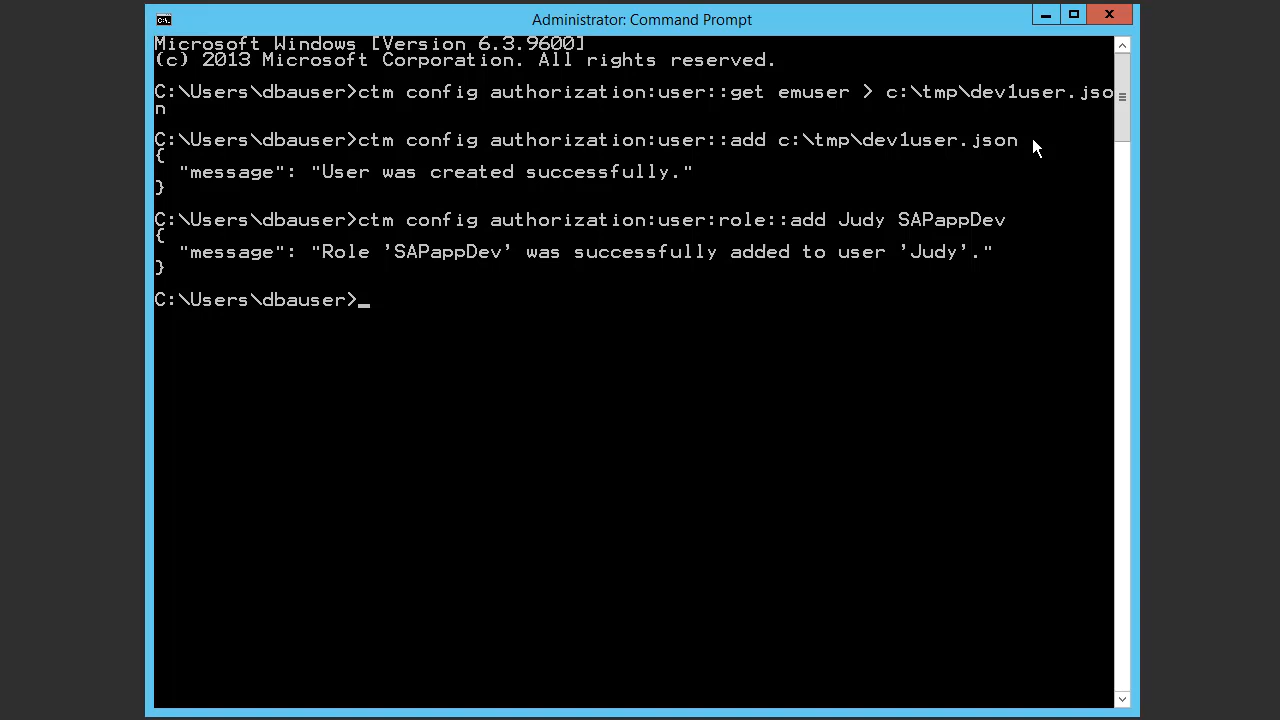 Administrator: Command Prompt
Microsoft Windows [Version 6.3.9600]
(c) 2013 Microsoft Corporation. All rights reserved.
C:\Users\dbauser>ctm config authorization:user::get emuser > c:\tmp\dev1user.jso
n
C:\Users\dbauser>ctm config authorization:user::add c:\tmp\dev1user.json
{
  "message": "User was created successfully."
}
C:\Users\dbauser>ctm config authorization:user:role::add Judy SAPappDev
{
  "message": "Role 'SAPappDev' was successfully added to user 'Judy'."
}
C:\Users\dbauser>_